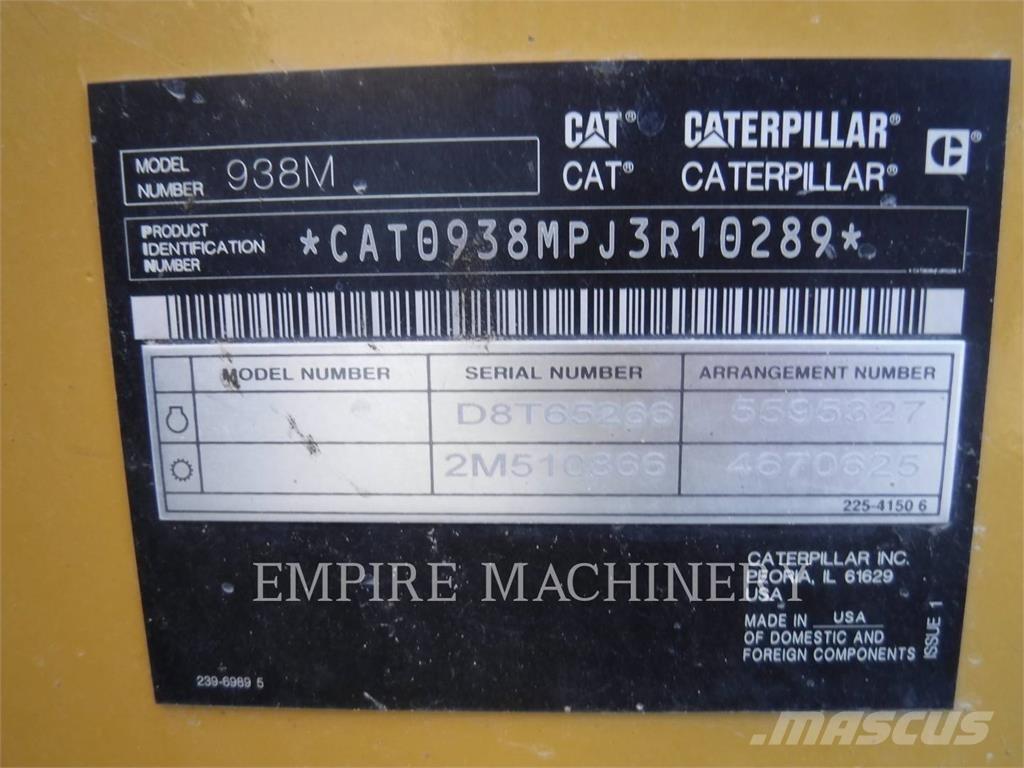 CAT® CATERPILLAR®
CAT® CATERPILLAR®
MODEL NUMBER 938M
PRODUCT IDENTIFICATION NUMBER *CAT0938MPJ3R10289*
MODEL NUMBER SERIAL NUMBER ARRANGEMENT NUMBER
D8T65266 5595327
2M510866 4670625
225-4150 6
EMPIRE MACHINERY
CATERPILLAR INC.
PEORIA, IL 61629
USA
MADE IN USA
OF DOMESTIC AND
FOREIGN COMPONENTS
ISSUE 1
239-6989 5
MASCUS